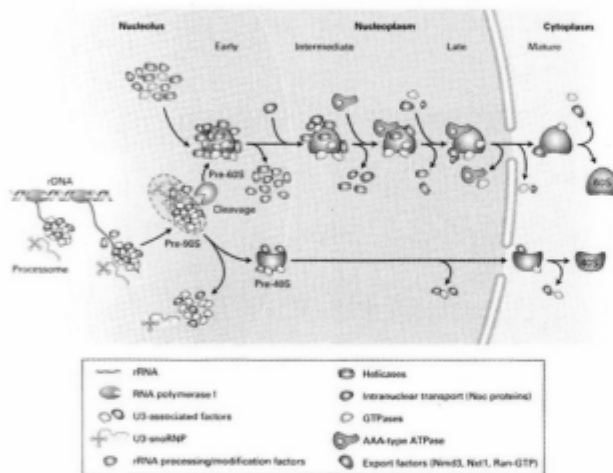 Nucleolus Nucleoplasm Cytoplasm
Early Intermediate Late Mature
rDNA
Pre-60S
Cleavage
Pre-90S
Processome
Pre-40S
60S
rRNA
RNA polymerase I
U3-associated factors
U3-snoRNP
rRNA processing/modification factors
Helicases
Intranuclear transport (Noc proteins)
GTPases
AAA-type ATPase
Export factors (Nmd3, Nxt1, Ran-GTP)